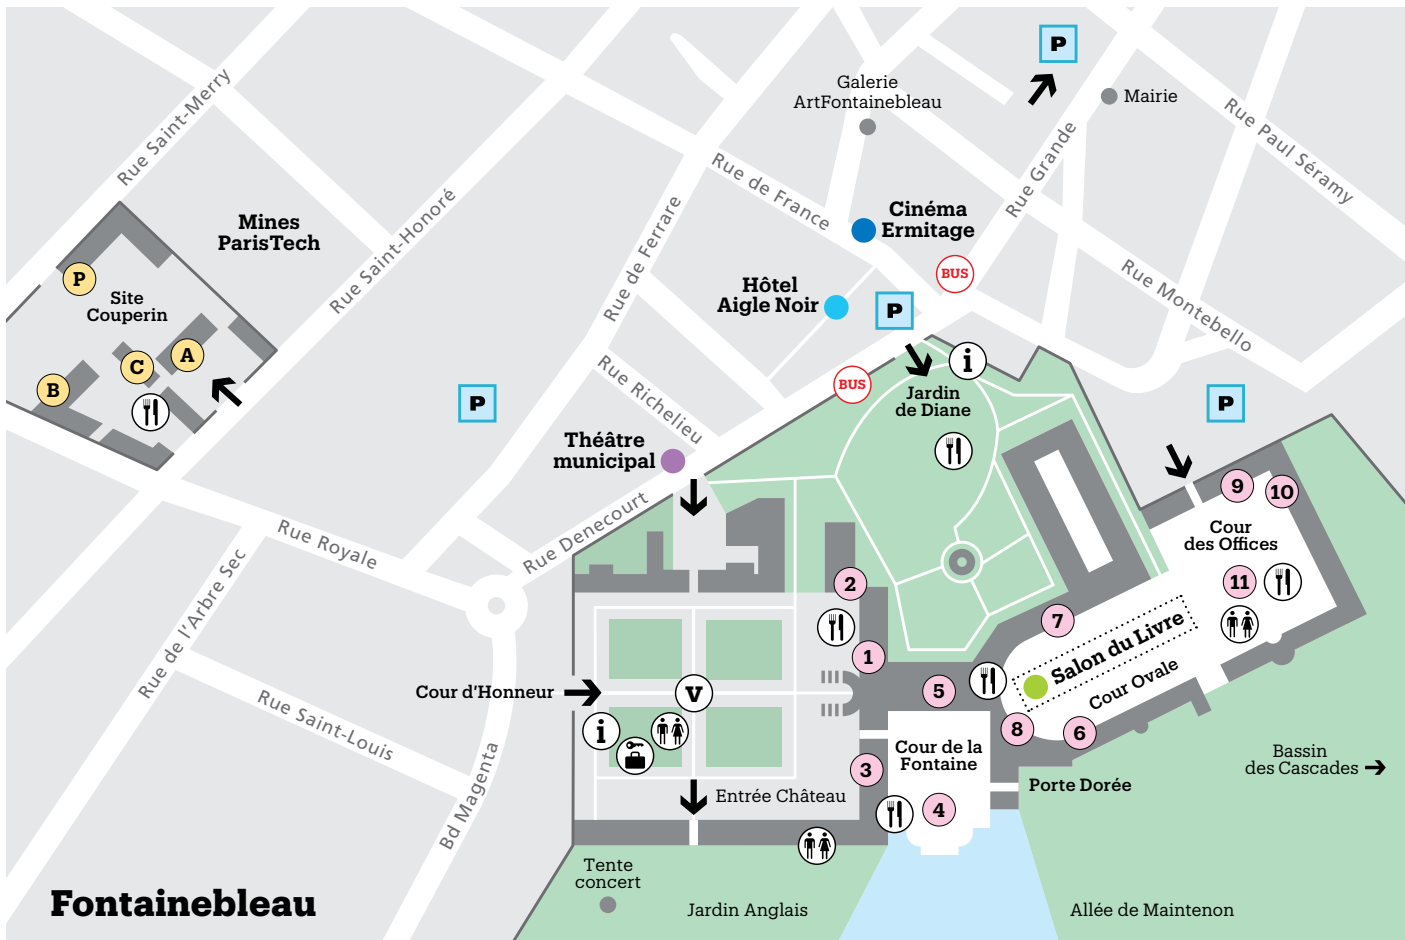 P
Galerie
ArtFontainebleau
Mairie
Rue Saint-Merry
Rue Paul Séramy
Rue Grande
Rue de France
Mines
ParisTech
Rue Saint-Honoré
Rue de Ferrare
Cinéma
Ermitage
BUS
Rue Montebello
P
Site
Couperin
Hôtel
Aigle Noir
P
A
C
B
i
BUS
Jardin
de Diane
P
P
Rue Richelieu
Théâtre
municipal
9
10
Rue Denecourt
Cour
des Offices
Rue Royale
Rue de l'Arbre Sec
2
11
7
Salon du Livre
1
5
Cour Ovale
Cour d'Honneur
v
i
8
6
Rue Saint-Louis
Bd Magenta
Cour de la
Fontaine
3
Bassin
des Cascades
Porte Dorée
Entrée Château
4
Tente
concert
Fontainebleau
Jardin Anglais
Allée de Maintenon